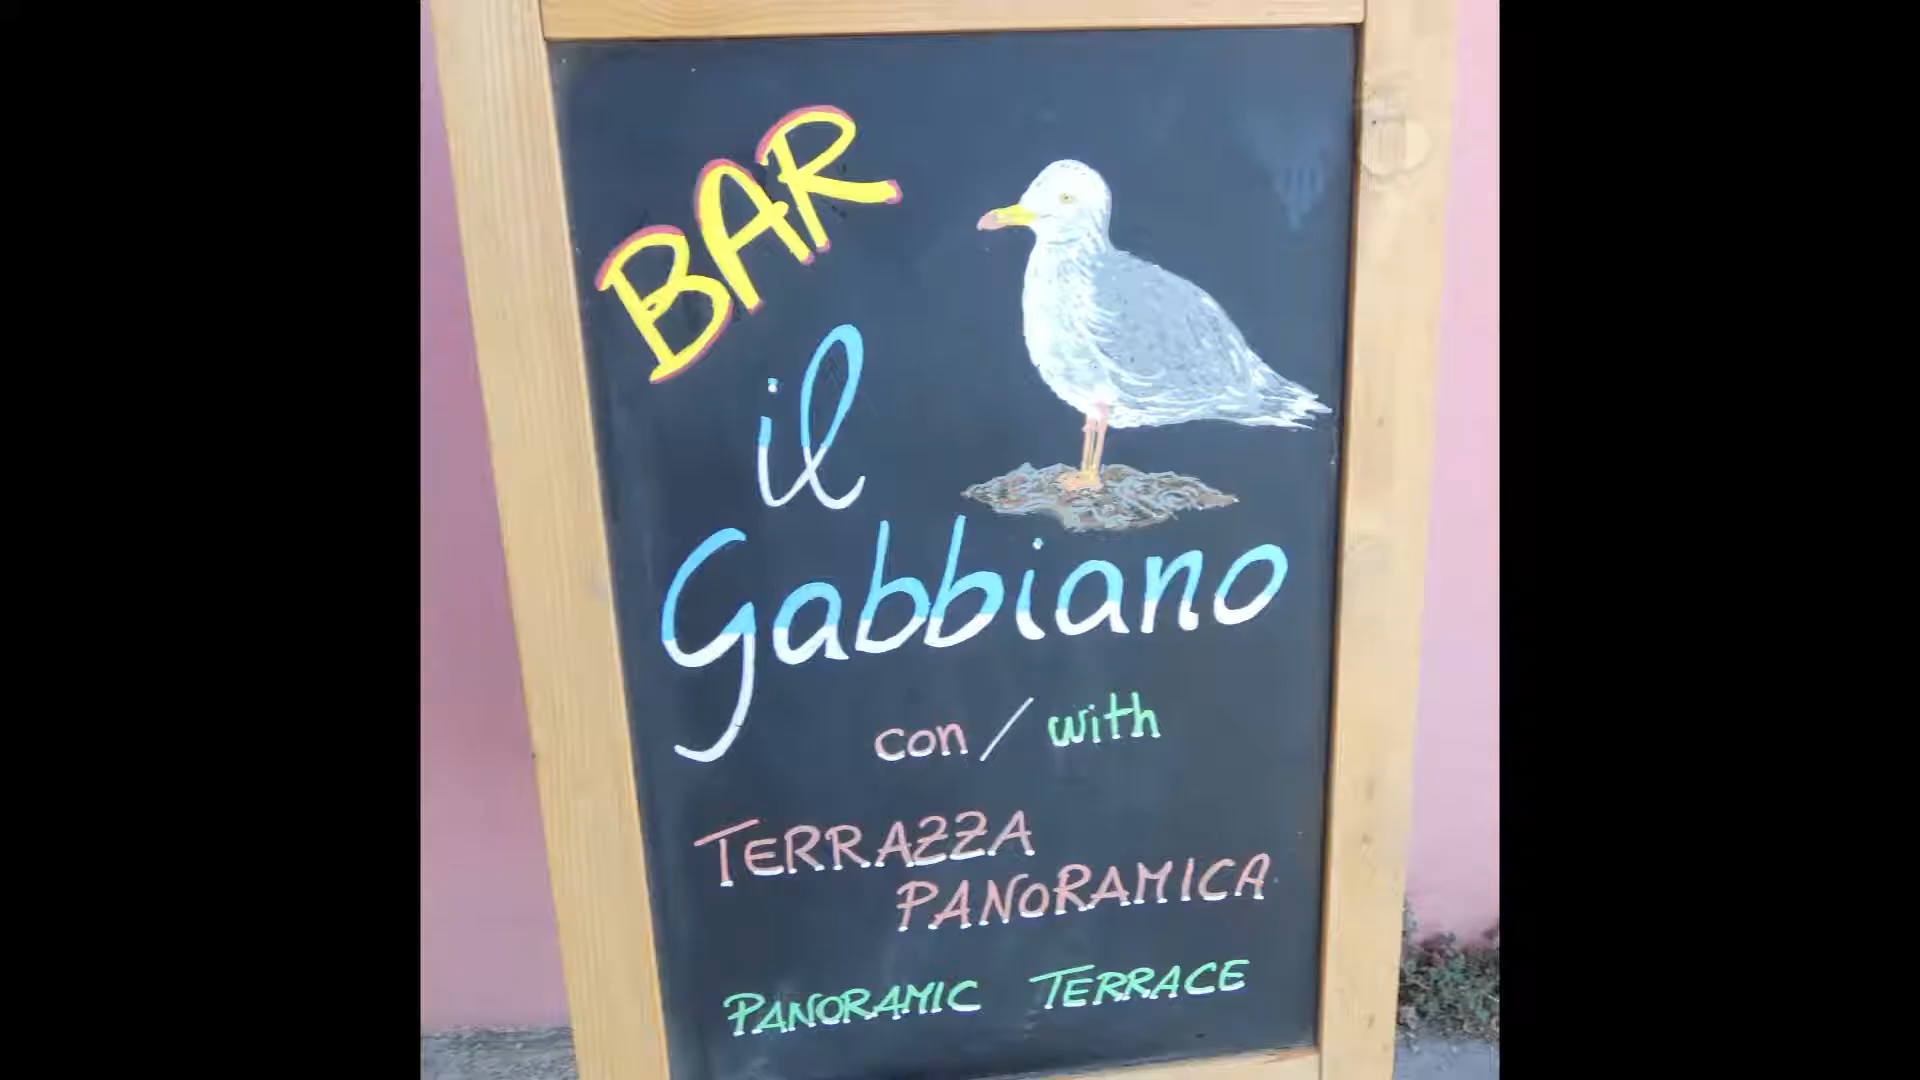 BAR
il
Gabbiano
con / with
TERRAZZA
PANORAMICA
PANORAMIC TERRACE